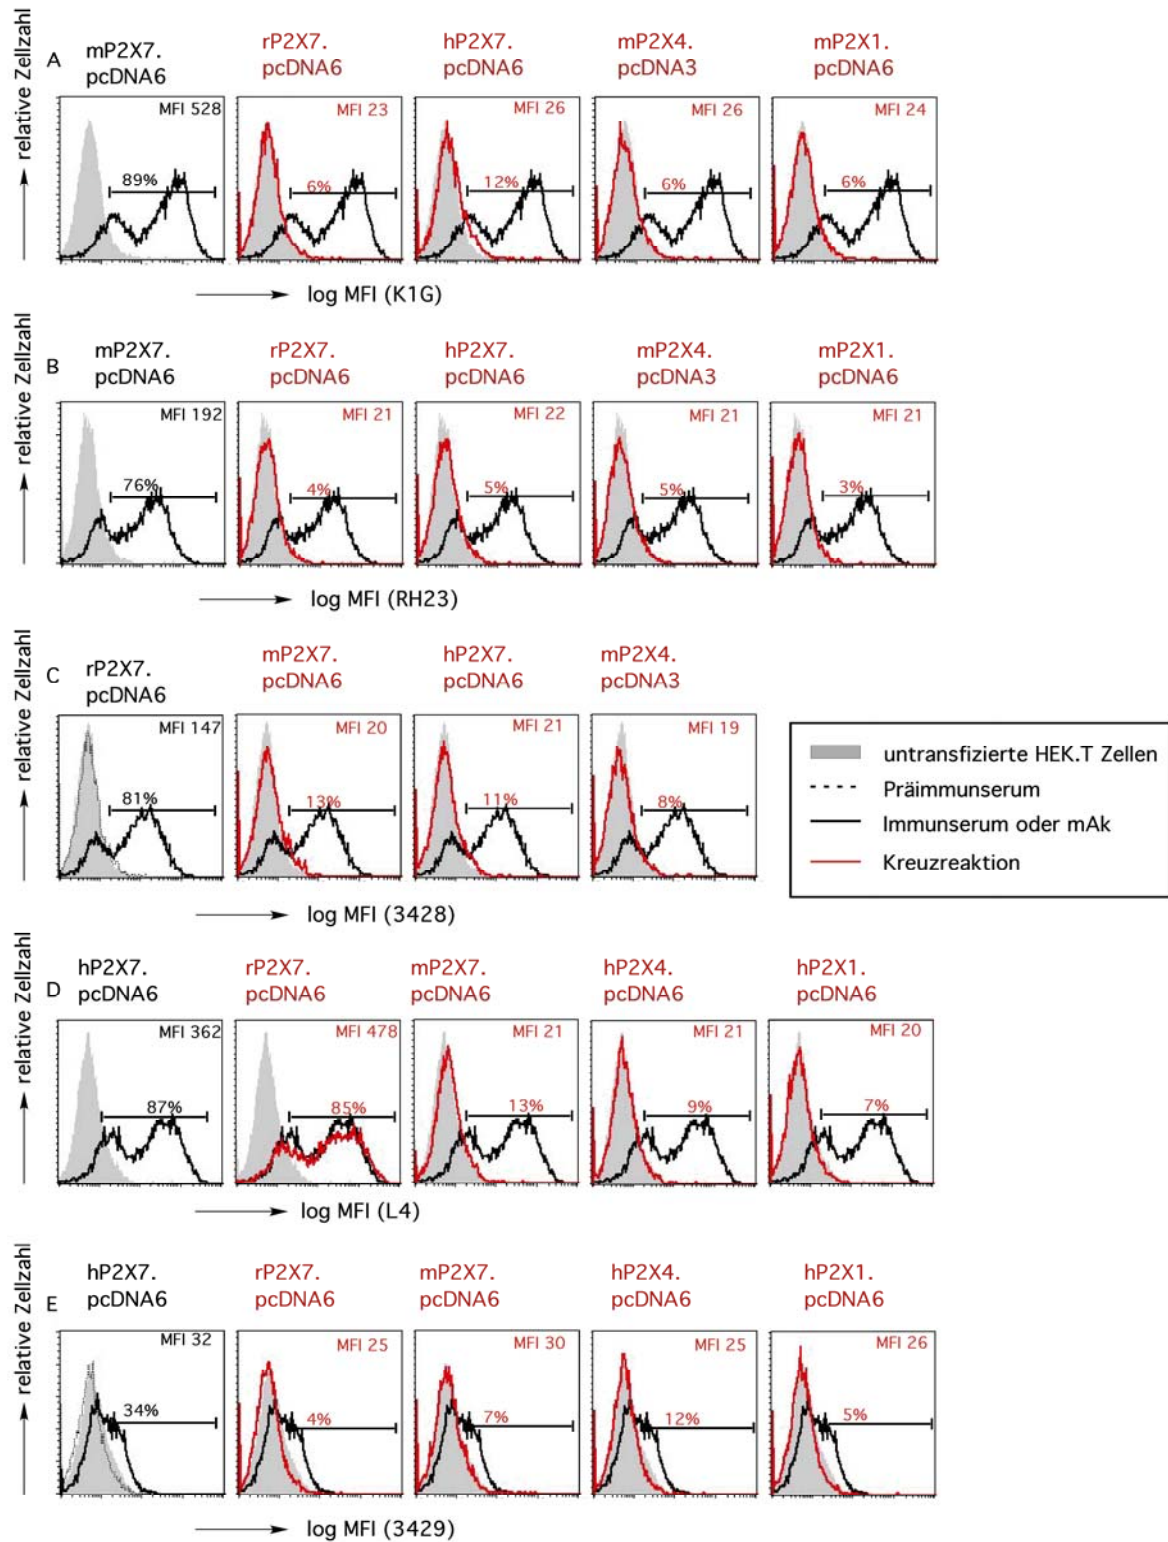 relative Zellzahl
A
mP2X7.
pcDNA6
rP2X7.
pcDNA6
hP2X7.
pcDNA6
mP2X4.
pcDNA3
mP2X1.
pcDNA6
MFI 528
MFI 23
MFI 26
MFI 26
MFI 24
89%
6%
12%
6%
6%
log MFI (K1G)
relative Zellzahl
B
mP2X7.
pcDNA6
rP2X7.
pcDNA6
hP2X7.
pcDNA6
mP2X4.
pcDNA3
mP2X1.
pcDNA6
MFI 192
MFI 21
MFI 22
MFI 21
MFI 21
76%
4%
5%
5%
3%
log MFI (RH23)
relative Zellzahl
C
rP2X7.
pcDNA6
mP2X7.
pcDNA6
hP2X7.
pcDNA6
mP2X4.
pcDNA3
MFI 147
MFI 20
MFI 21
MFI 19
81%
13%
11%
8%
log MFI (3428)
untransfizierte HEK.T Zellen
Präimmunserum
Immunserum oder mAk
Kreuzreaktion
relative Zellzahl
D
hP2X7.
pcDNA6
rP2X7.
pcDNA6
mP2X7.
pcDNA6
hP2X4.
pcDNA6
hP2X1.
pcDNA6
MFI 362
MFI 478
MFI 21
MFI 21
MFI 20
87%
85%
13%
9%
7%
log MFI (L4)
relative Zellzahl
E
hP2X7.
pcDNA6
rP2X7.
pcDNA6
mP2X7.
pcDNA6
hP2X4.
pcDNA6
hP2X1.
pcDNA6
MFI 32
MFI 25
MFI 30
MFI 25
MFI 26
34%
4%
7%
12%
5%
log MFI (3429)